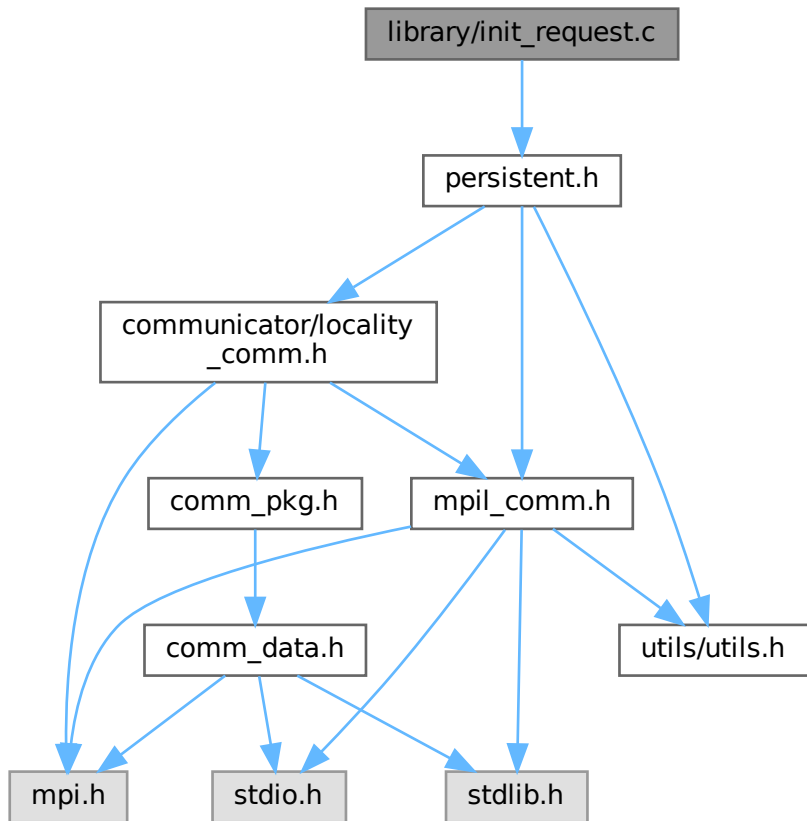 library/init_request.c
persistent.h
communicator/locality
_comm.h
comm_pkg.h
mpil_comm.h
comm_data.h
utils/utils.h
mpi.h
stdio.h
stdlib.h